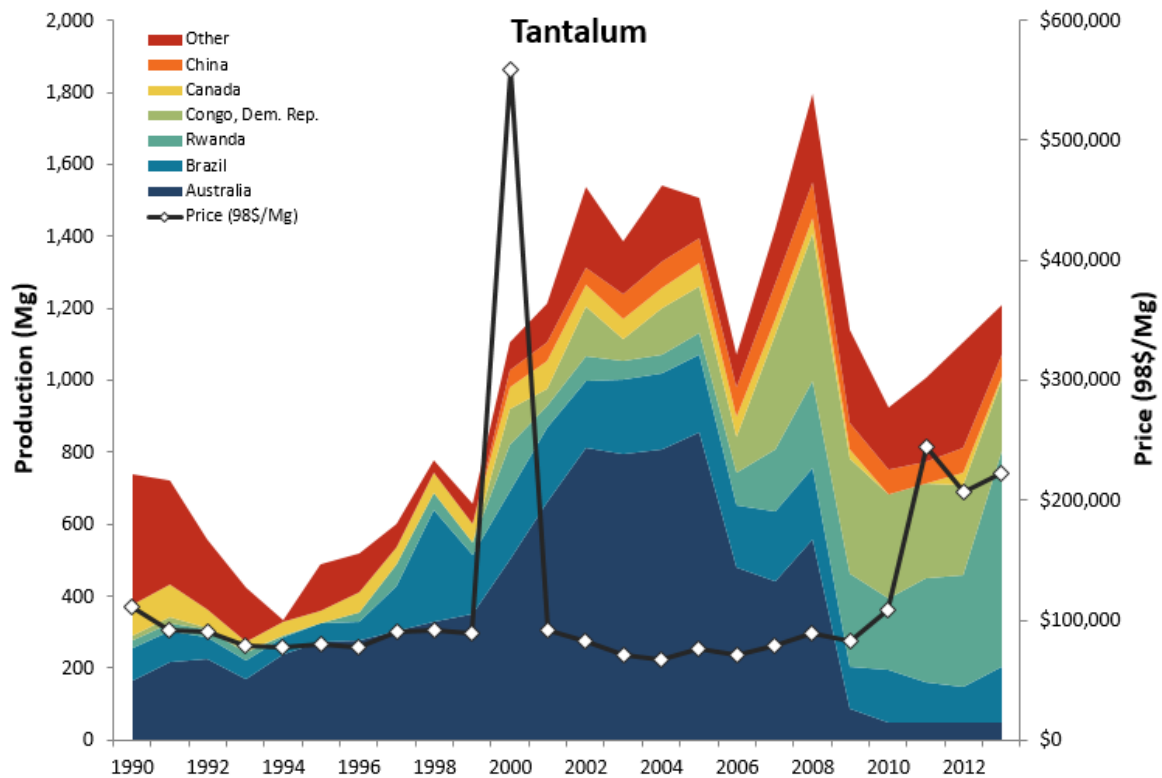 Tantalum
2,000
1,800
1,600
1,400
1,200
1,000
800
600
400
200
0
Production (Mg)
Other
China
Canada
Congo, Dem. Rep.
Rwanda
Brazil
Australia
Price (98$/Mg)
$600,000
$500,000
$400,000
$300,000
$200,000
$100,000
$0
Price (98$/Mg)
1990 1992 1994 1996 1998 2000 2002 2004 2006 2008 2010 2012